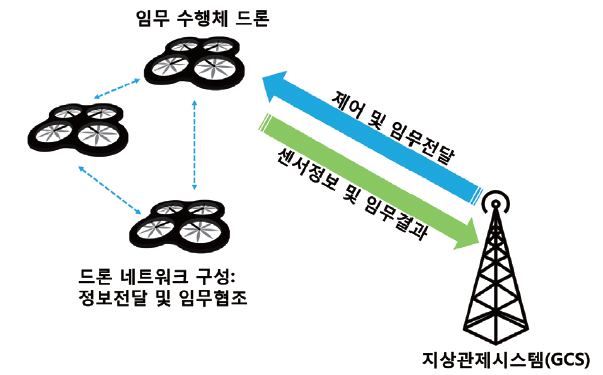 임무 수행체 드론
제어 및 임무전달
센서정보 및 임무결과
드론 네트워크 구성:
정보전달 및 임무협조
지상관제시스템(GCS)